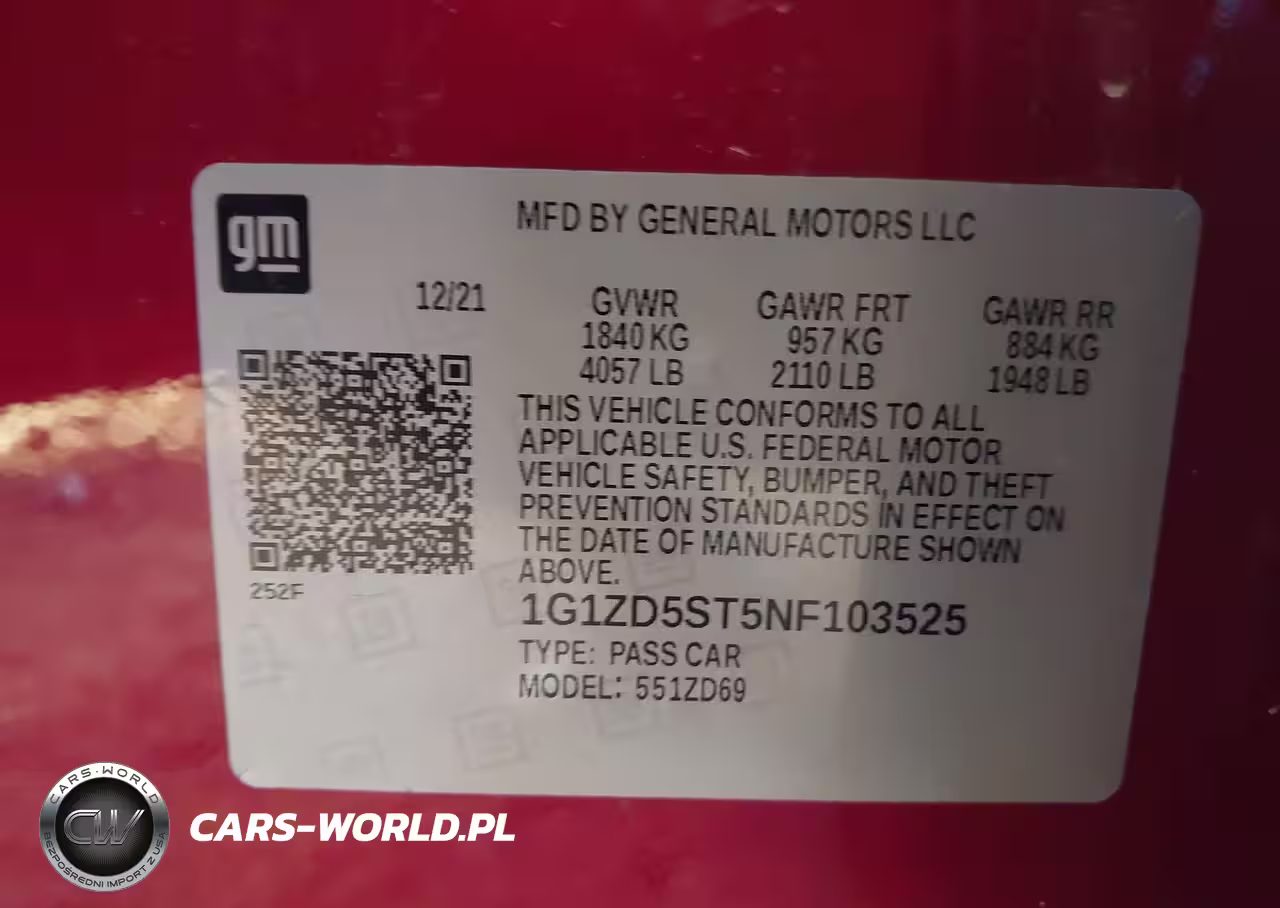 gm
MFD BY GENERAL MOTORS LLC
12/21
GVWR GAWR FRT GAWR RR
1840 KG 957 KG 884 KG
4057 LB 2110 LB 1948 LB
THIS VEHICLE CONFORMS TO ALL
APPLICABLE U.S. FEDERAL MOTOR
VEHICLE SAFETY, BUMPER, AND THEFT
PREVENTION STANDARDS IN EFFECT ON
THE DATE OF MANUFACTURE SHOWN
ABOVE.
252F
1G1ZD5ST5NF103525
TYPE: PASS CAR
MODEL: 551ZD69
CARS-WORLD
CW
BEZPOŚREDNI IMPORT Z USA
CARS-WORLD.PL